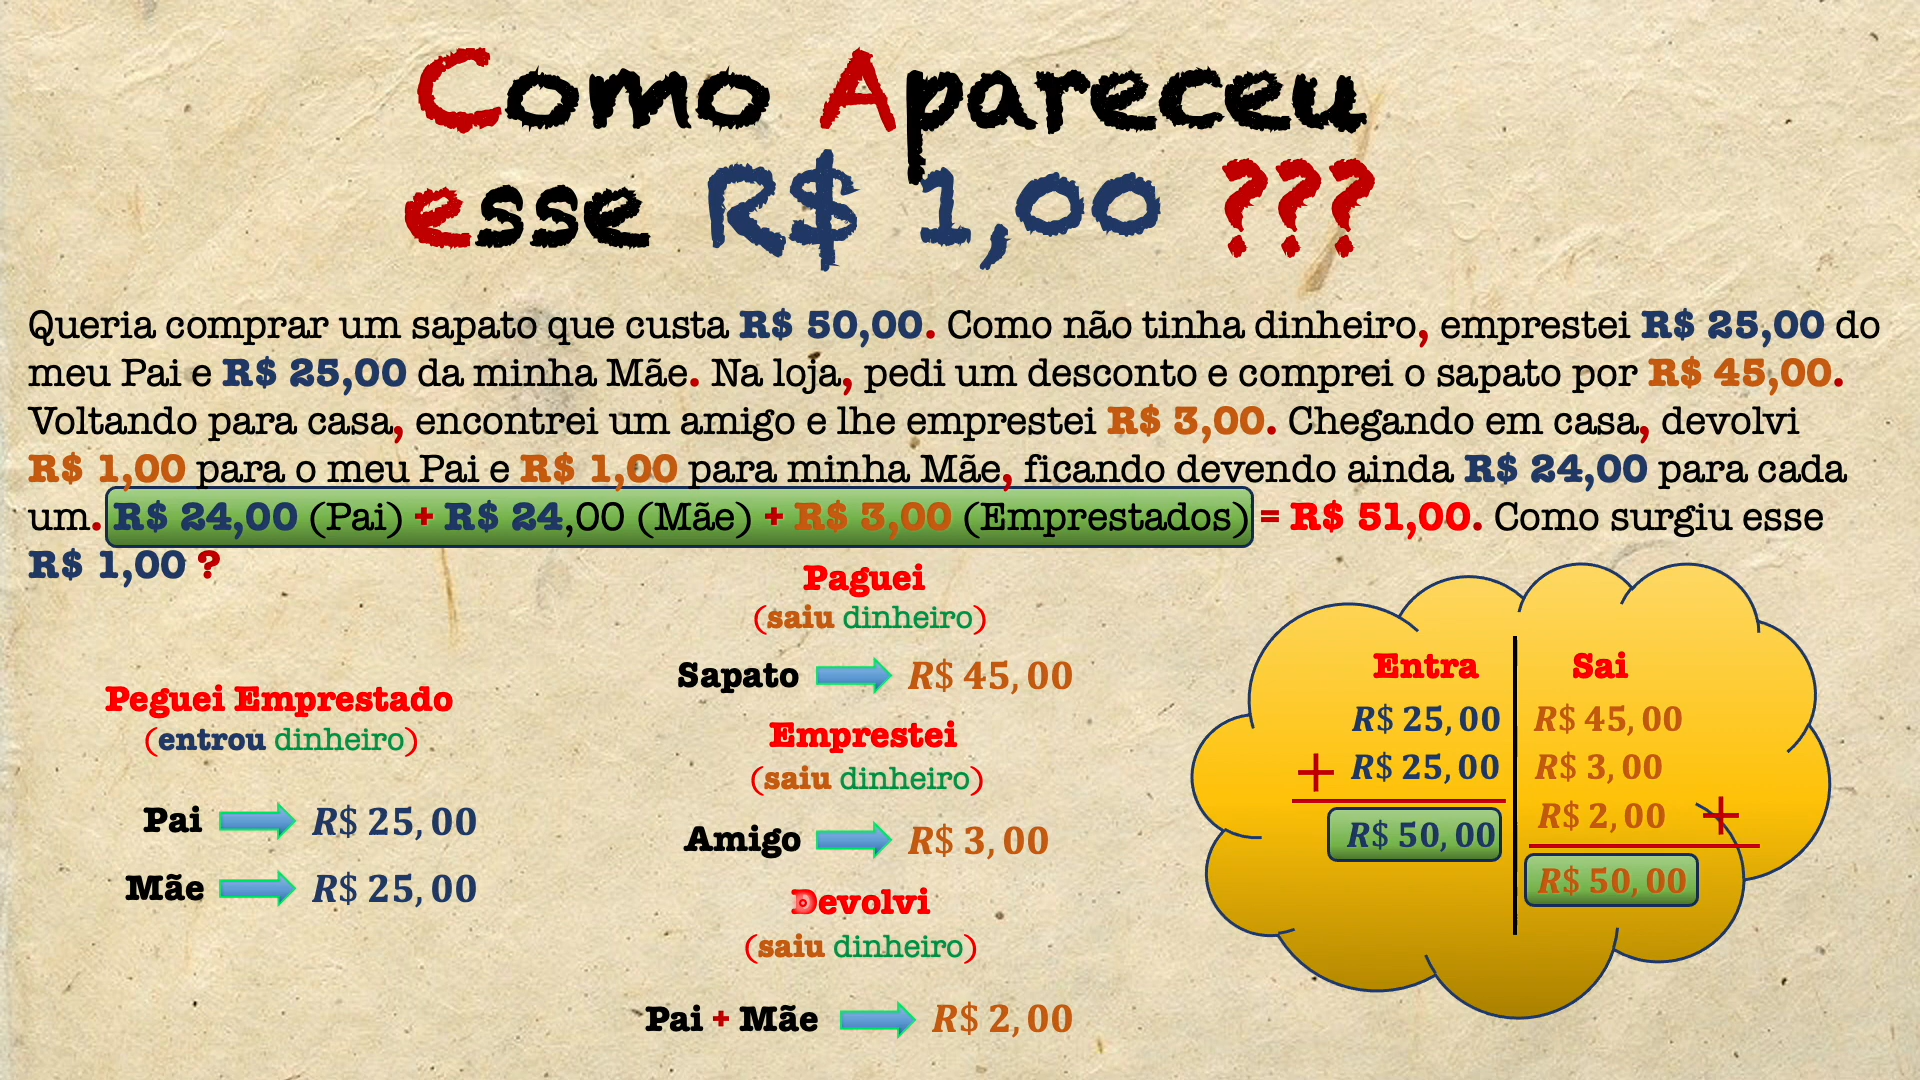 Como Apareceu
esse R$ 1,00 ???
Queria comprar um sapato que custa R$ 50,00. Como não tinha dinheiro, emprestei R$ 25,00 do
meu Pai e R$ 25,00 da minha Mãe. Na loja, pedi um desconto e comprei o sapato por R$ 45,00.
Voltando para casa, encontrei um amigo e lhe emprestei R$ 3,00. Chegando em casa, devolvi
R$ 1,00 para o meu Pai e R$ 1,00 para minha Mãe, ficando devendo ainda R$ 24,00 para cada
um. R$ 24,00 (Pai) + R$ 24,00 (Mãe) + R$ 3,00 (Emprestados) = R$ 51,00. Como surgiu esse
R$ 1,00 ?
Peguei Emprestado
(entrou dinheiro)
Pai R$ 25,00
Mãe R$ 25,00
Paguei
(saiu dinheiro)
Sapato R$ 45,00
Emprestei
(saiu dinheiro)
Amigo R$ 3,00
Devolvi
(saiu dinheiro)
Pai + Mãe R$ 2,00
Entra Sai
R$ 25,00 R$ 45,00
+ R$ 25,00 R$ 3,00
R$ 2,00 +
R$ 50,00
R$ 50,00